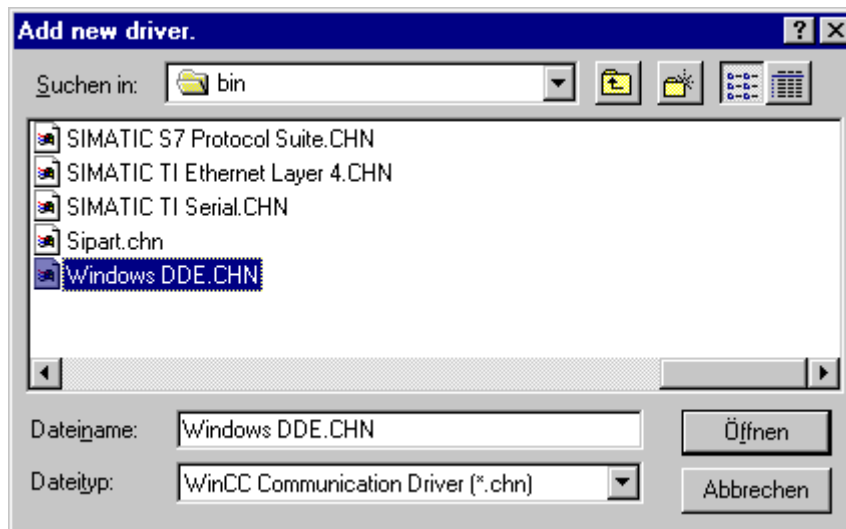 Add new driver.
Suchen in: bin
SIMATIC S7 Protocol Suite.CHN
SIMATIC TI Ethernet Layer 4.CHN
SIMATIC TI Serial.CHN
Sipart.chn
Windows DDE.CHN
Dateiname: Windows DDE.CHN Öffnen
Dateityp: WinCC Communication Driver (*.chn) Abbrechen